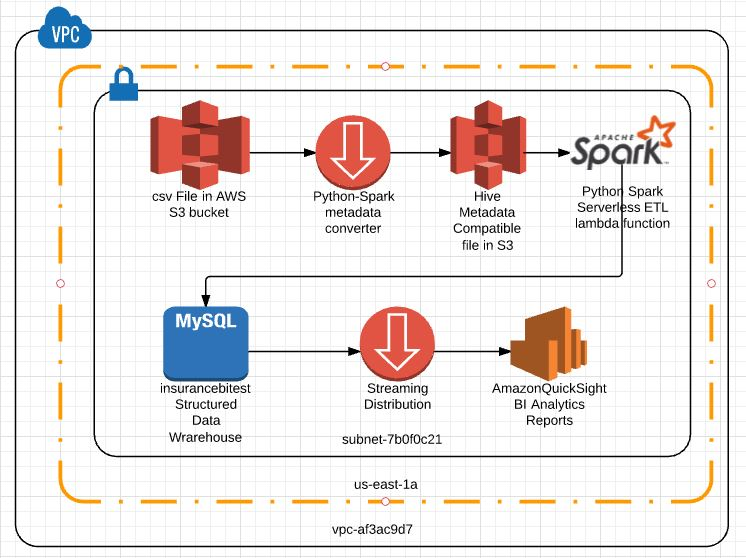 VPC
APACHE
Spark
csv File in AWS
S3 bucket
Python-Spark
metadata
converter
Hive
Metadata
Compatible
file in S3
Python Spark
Serverless ETL
lambda function
MySQL
insurancebitest
Structured
Data
Wrarehouse
Streaming
Distribution
AmazonQuickSight
BI Analytics
Reports
subnet-7b0f0c21
us-east-1a
vpc-af3ac9d7